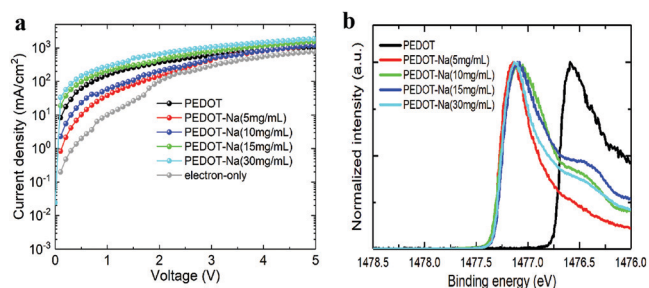 a
Current density (mA/cm²)
10³
10²
10¹
10⁰
10⁻¹
10⁻²
10⁻³
PEDOT
PEDOT-Na(5mg/mL)
PEDOT-Na(10mg/mL)
PEDOT-Na(15mg/mL)
PEDOT-Na(30mg/mL)
electron-only
0 1 2 3 4 5
Voltage (V)
b
Normalized intensity (a.u.)
PEDOT
PEDOT-Na(5mg/mL)
PEDOT-Na(10mg/mL)
PEDOT-Na(15mg/mL)
PEDOT-Na(30mg/mL)
1478.5 1478.0 1477.5 1477.0 1476.5 1476.0
Binding energy (eV)